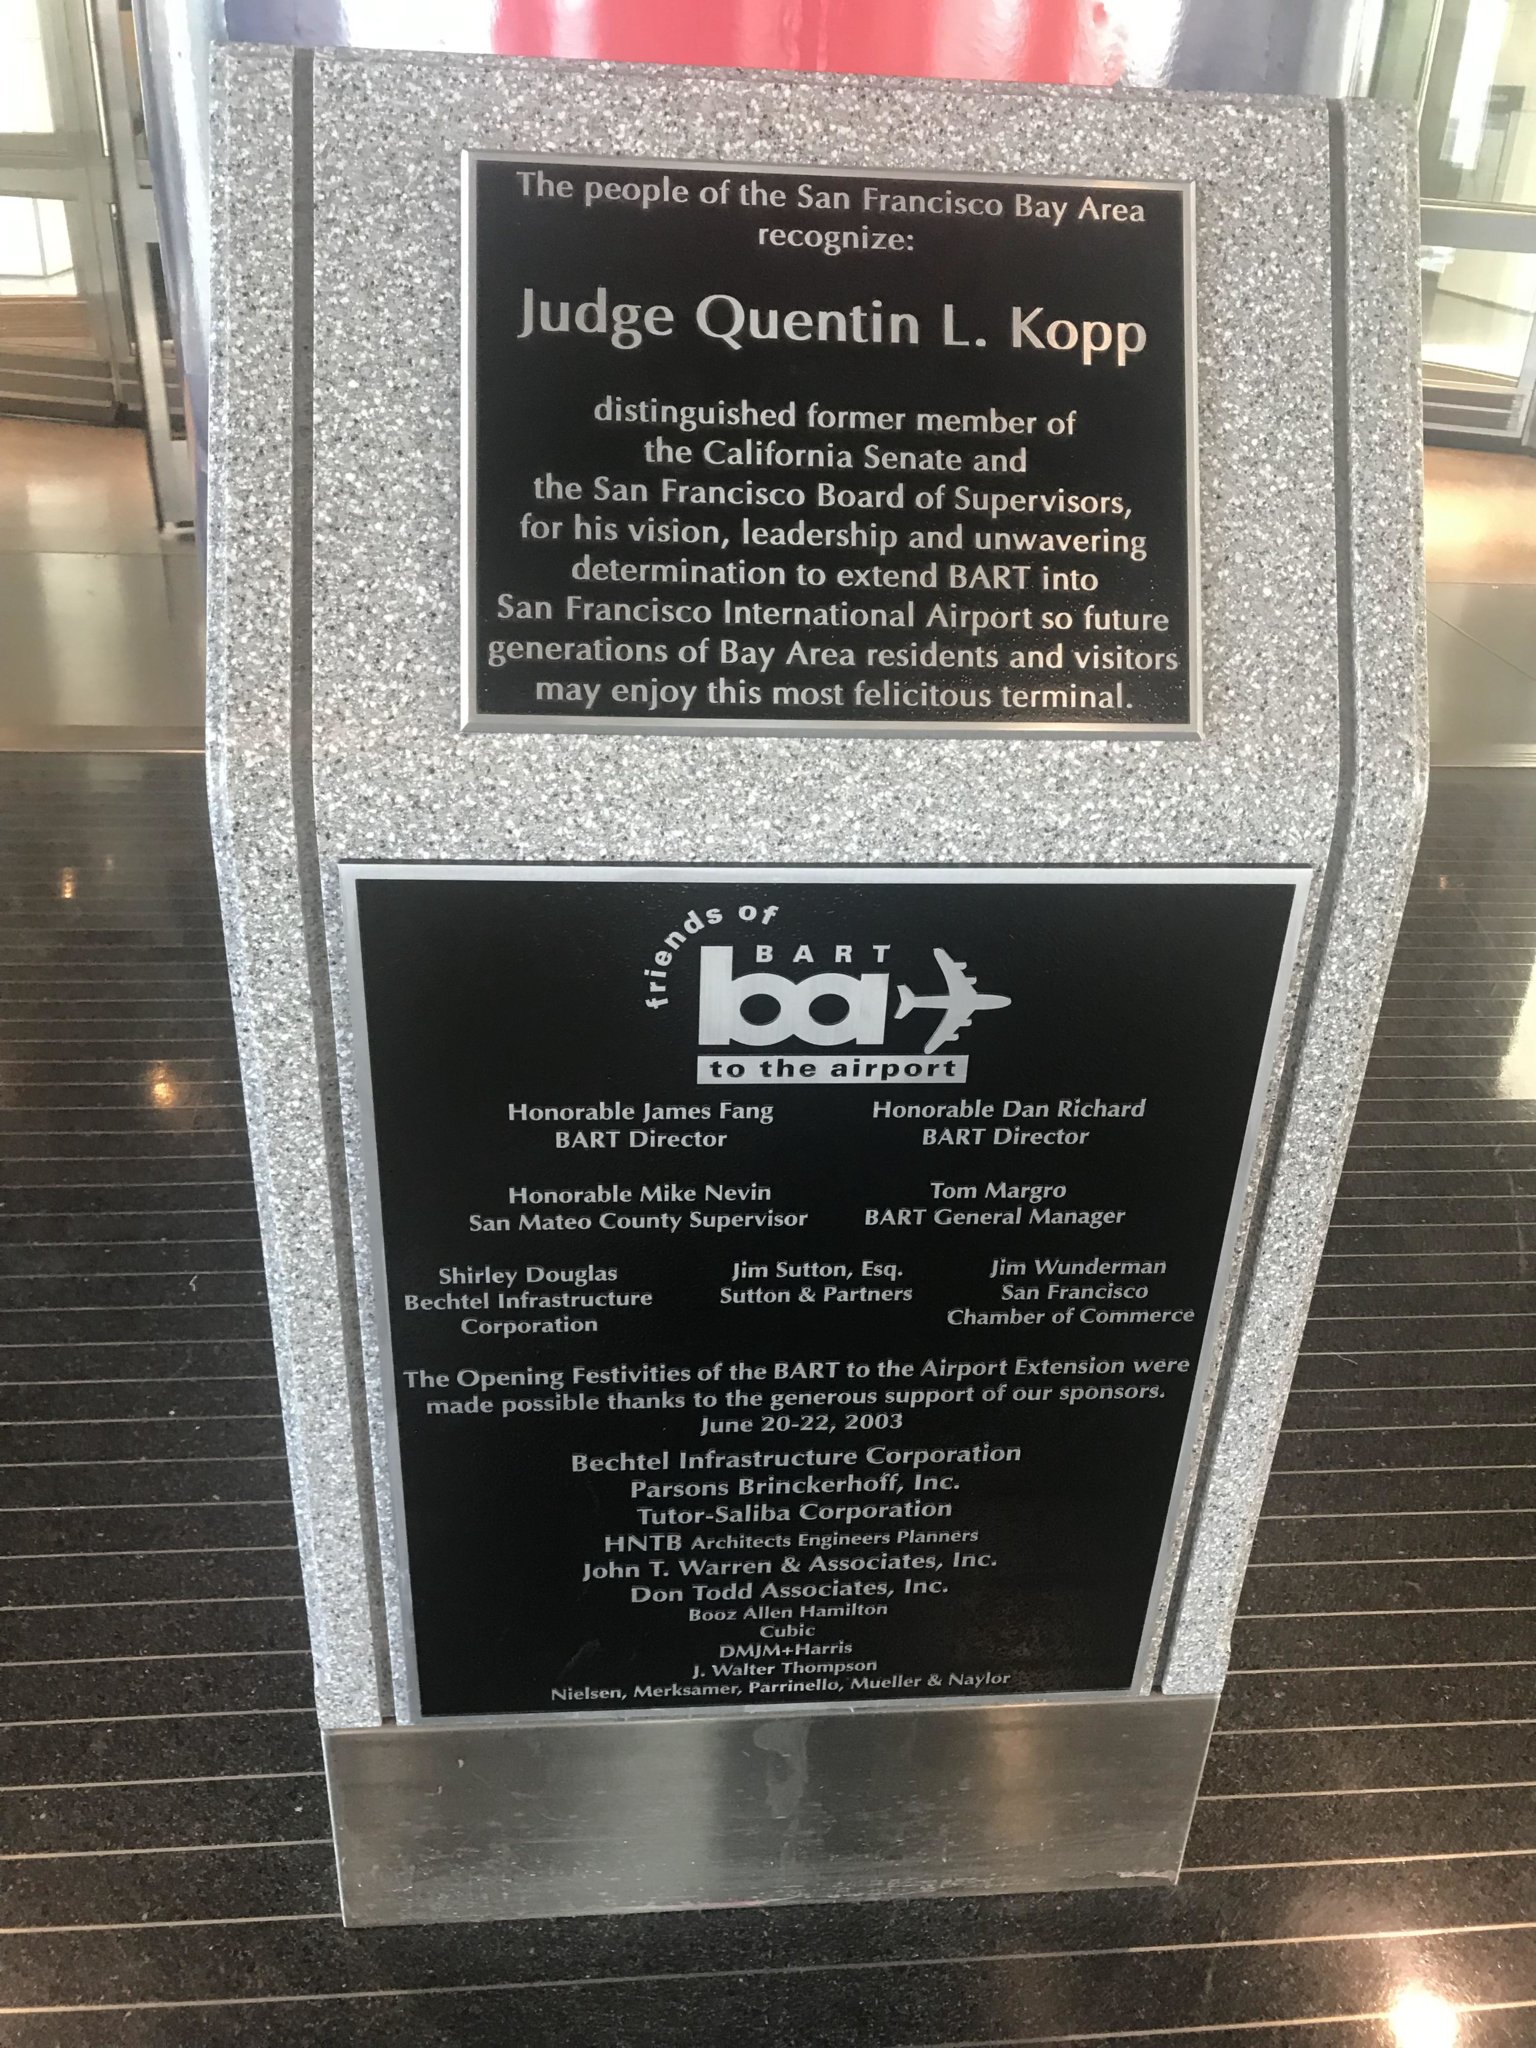 The people of the San Francisco Bay Area
recognize:
Judge Quentin L. Kopp
distinguished former member of
the California Senate and
the San Francisco Board of Supervisors,
for his vision, leadership and unwavering
determination to extend BART into
San Francisco International Airport so future
generations of Bay Area residents and visitors
may enjoy this most felicitous terminal.
friends of
BART
ba
to the airport
Honorable James Fang Honorable Dan Richard
BART Director BART Director
Honorable Mike Nevin Tom Margro
San Mateo County Supervisor BART General Manager
Shirley Douglas Jim Sutton, Esq. Jim Wunderman
Bechtel Infrastructure Sutton & Partners San Francisco
Corporation Chamber of Commerce
The Opening Festivities of the BART to the Airport Extension were
made possible thanks to the generous support of our sponsors.
June 20-22, 2003
Bechtel Infrastructure Corporation
Parsons Brinckerhoff, Inc.
Tutor-Saliba Corporation
HNTB Architects Engineers Planners
John T. Warren & Associates, Inc.
Don Todd Associates, Inc.
Booz Allen Hamilton
Cubic
DMJM+Harris
J. Walter Thompson
Nielsen, Merksamer, Parrinello, Mueller & Naylor